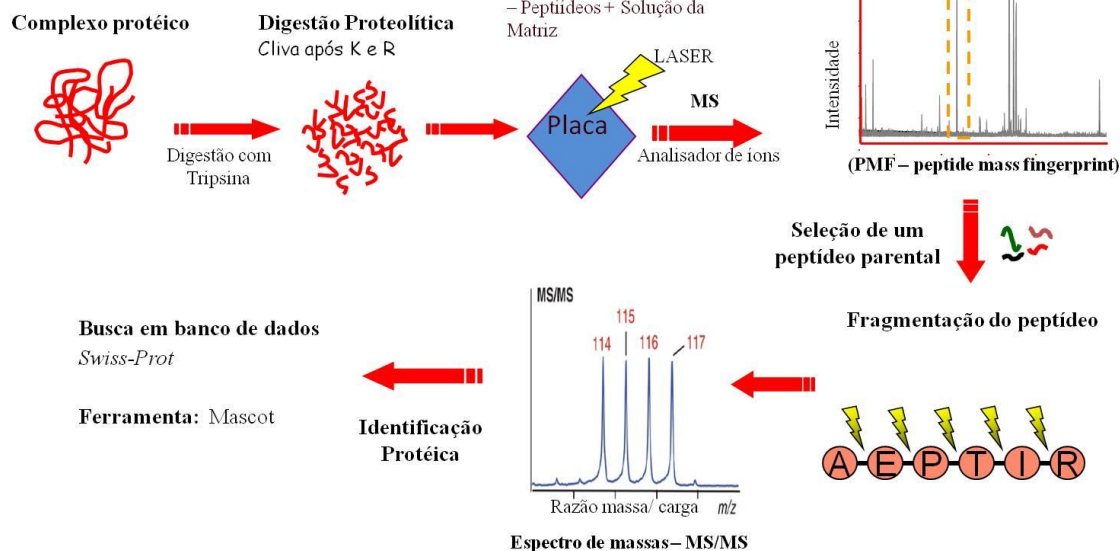 Complexo protéico
Digestão Proteolítica
Cliva após K e R
– Peptiídeos + Solução da
Matriz
LASER
Placa
MS
Analisador de íons
Digestão com
Tripsina
Intensidade
(PMF – peptide mass fingerprint)
Seleção de um
peptídeo parental
Fragmentação do peptídeo
A E P T I R
MS/MS
114
115
116
117
Razão massa/ carga m/z
Espectro de massas – MS/MS
Identificação
Protéica
Busca em banco de dados
Swiss-Prot
Ferramenta: Mascot